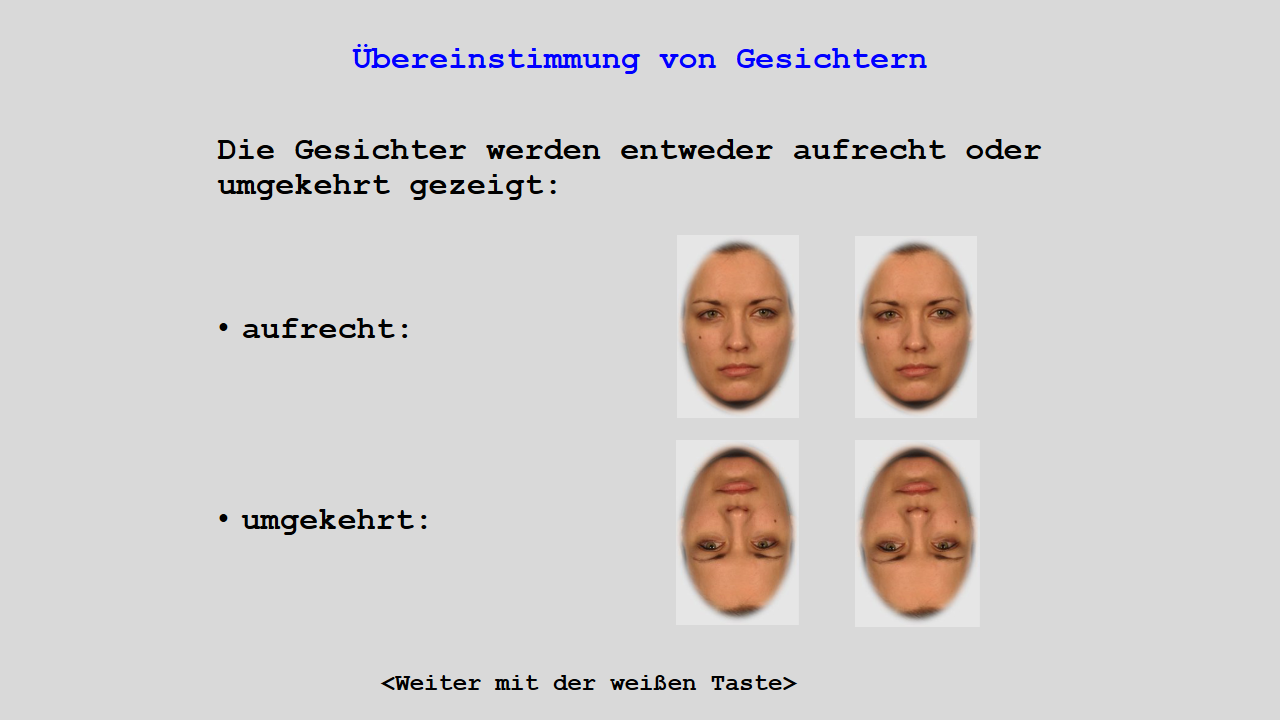 Übereinstimmung von Gesichtern
Die Gesichter werden entweder aufrecht oder
umgekehrt gezeigt:
• aufrecht:
• umgekehrt:
<Weiter mit der weißen Taste>